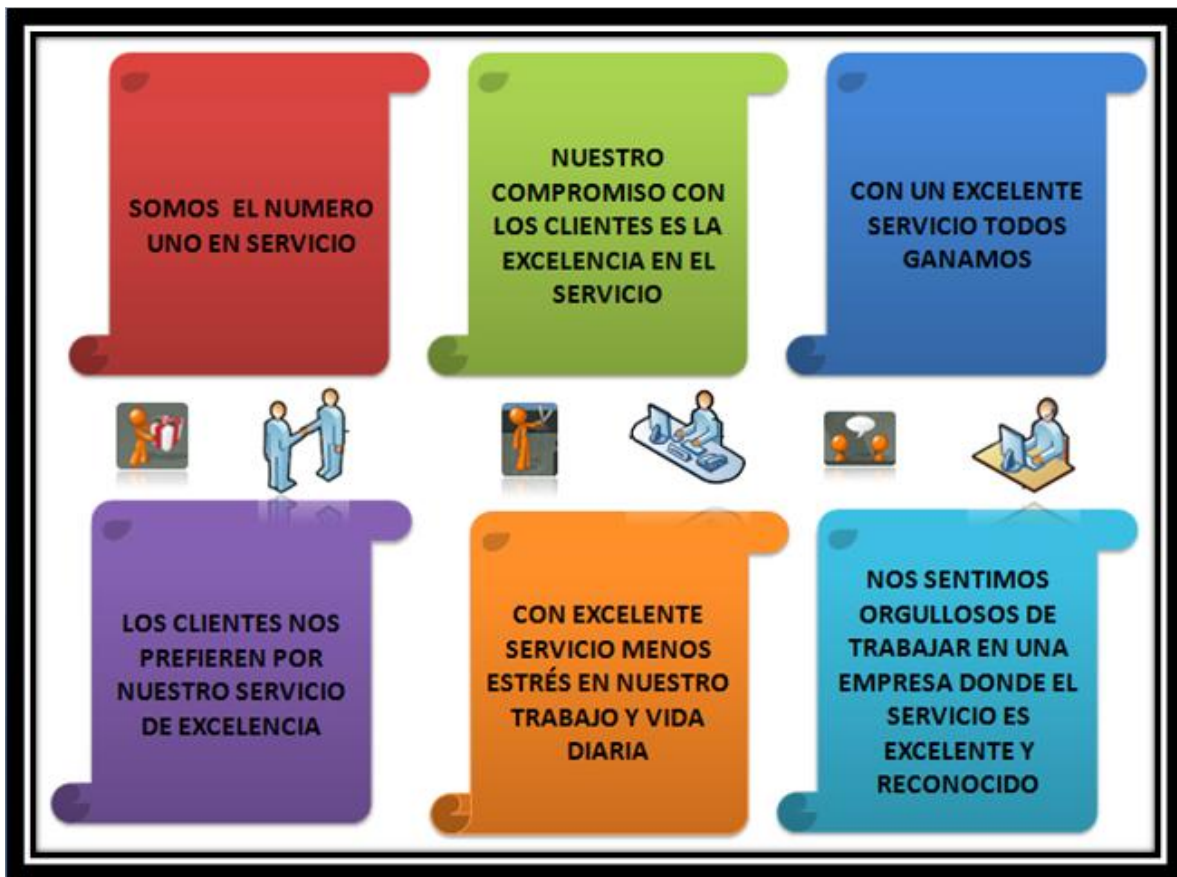 SOMOS EL NUMERO
UNO EN SERVICIO
NUESTRO
COMPROMISO CON
LOS CLIENTES ES LA
EXCELENCIA EN EL
SERVICIO
CON UN EXCELENTE
SERVICIO TODOS
GANAMOS
LOS CLIENTES NOS
PREFIEREN POR
NUESTRO SERVICIO
DE EXCELENCIA
CON EXCELENTE
SERVICIO MENOS
ESTRÉS EN NUESTRO
TRABAJO Y VIDA
DIARIA
NOS SENTIMOS
ORGULLOSOS DE
TRABAJAR EN UNA
EMPRESA DONDE EL
SERVICIO ES
EXCELENTE Y
RECONOCIDO